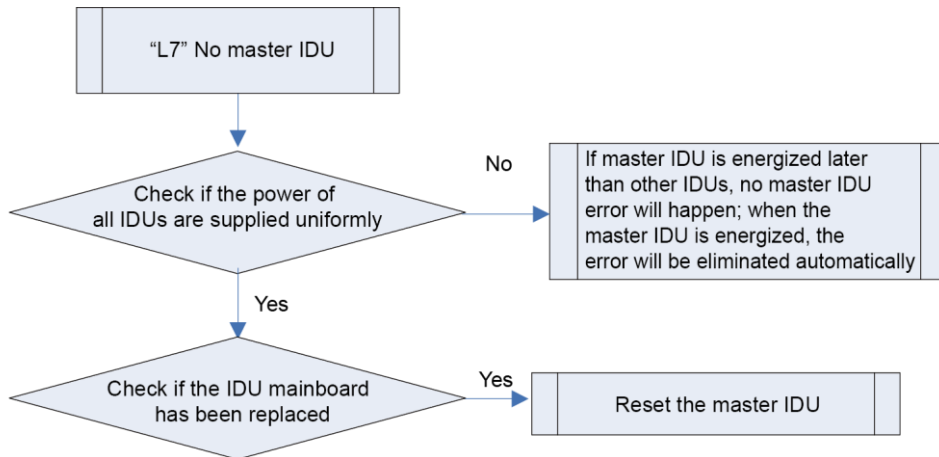 “L7” No master IDU
Check if the power of
all IDUs are supplied uniformly
No
If master IDU is energized later
than other IDUs, no master IDU
error will happen; when the
master IDU is energized, the
error will be eliminated automatically
Yes
Check if the IDU mainboard
has been replaced
Yes
Reset the master IDU